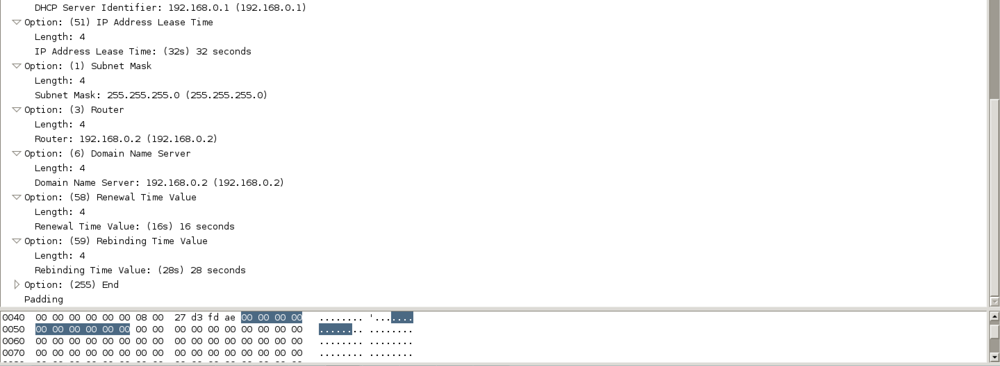 DHCP Server Identifier: 192.168.0.1 (192.168.0.1)
Option: (51) IP Address Lease Time
Length: 4
IP Address Lease Time: (32s) 32 seconds
Option: (1) Subnet Mask
Length: 4
Subnet Mask: 255.255.255.0 (255.255.255.0)
Option: (3) Router
Length: 4
Router: 192.168.0.2 (192.168.0.2)
Option: (6) Domain Name Server
Length: 4
Domain Name Server: 192.168.0.2 (192.168.0.2)
Option: (58) Renewal Time Value
Length: 4
Renewal Time Value: (16s) 16 seconds
Option: (59) Rebinding Time Value
Length: 4
Rebinding Time Value: (28s) 28 seconds
Option: (255) End
Padding
0040 00 00 00 00 00 00 08 00 27 d3 fd ae 00 00 00 00 ........ '.......
0050 00 00 00 00 00 00 00 00 00 00 00 00 00 00 00 00 ........ ........
0060 00 00 00 00 00 00 00 00 00 00 00 00 00 00 00 00 ........ ........
0070 00 00 00 00 00 00 00 00 00 00 00 00 00 00 00 00 ........ ........